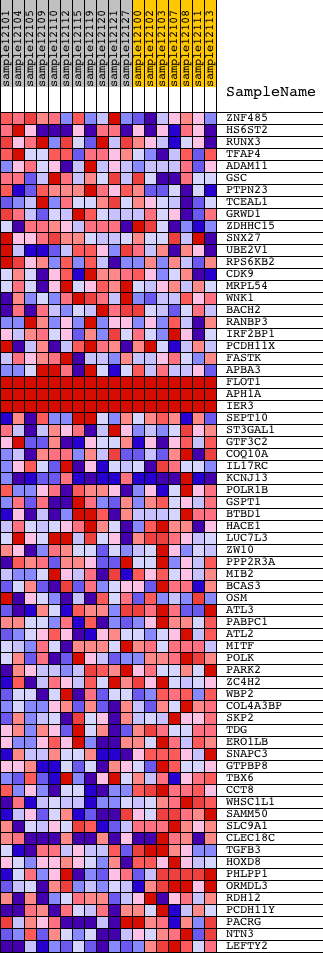 sample12101
sample12104
sample12105
sample12109
sample12110
sample12112
sample12115
sample12119
sample12120
sample12127
sample12100
sample12102
sample12103
sample12107
sample12108
sample12111
sample12113
SampleName
ZNF485
HS6ST2
RUNX3
TFAP4
ADAM11
GSC
PTPN23
TCEAL1
GRWD1
ZDHHC15
SNX27
UBE2V1
RPS6KB2
CDK9
MRPL54
WNK1
BACH2
RANBP3
IRF2BP1
PCDH11X
FASTK
APBA3
FLOT1
APH1A
IER3
SEPT10
ST3GAL1
GTF3C2
COQ10A
IL17RC
KCNJ13
POLR1B
GSPT1
BTBD1
HACE1
LUC7L3
ZW10
PPP2R3A
MIB2
BCAS3
OSM
ATL3
PABPC1
ATL2
MITF
POLK
PARK2
ZC4H2
WBP2
COL4A3BP
SKP2
TDG
ERO1LB
SNAPC3
GTPBP8
TBX6
CCT8
WHSC1L1
SAMM50
SLC9A1
CLEC18C
TGFB3
HOXD8
PHLPP1
ORMDL3
RDH12
PCDH11Y
PACRG
NTN3
LEFTY2